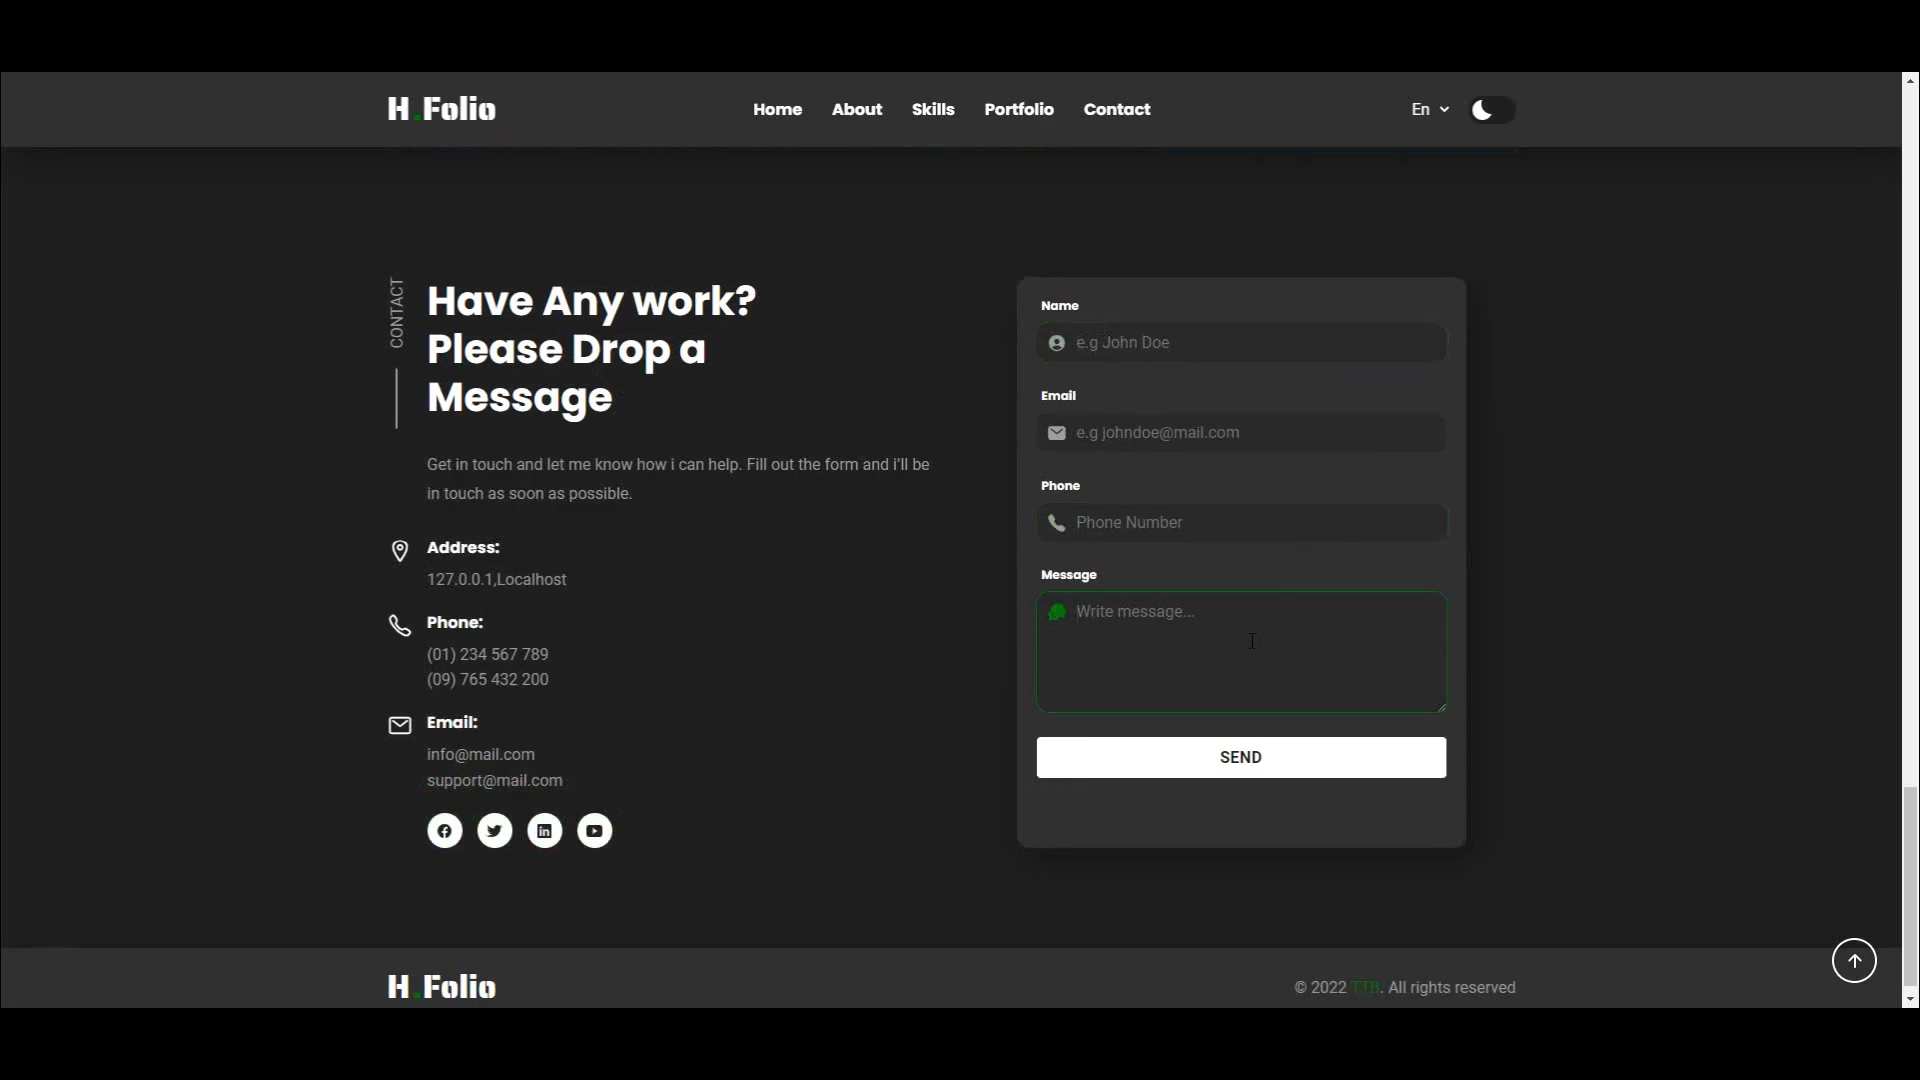 H.Folio
Home
About
Skills
Portfolio
Contact
En
CONTACT
Have Any work?
Please Drop a
Message
Get in touch and let me know how i can help. Fill out the form and i'll be
in touch as soon as possible.
Address:
127.0.0.1,Localhost
Phone:
(01) 234 567 789
(09) 765 432 200
Email:
info@mail.com
support@mail.com
Name
e.g John Doe
Email
e.g johndoe@mail.com
Phone
Phone Number
Message
Write message...
SEND
H.Folio
© 2022 TTB. All rights reserved